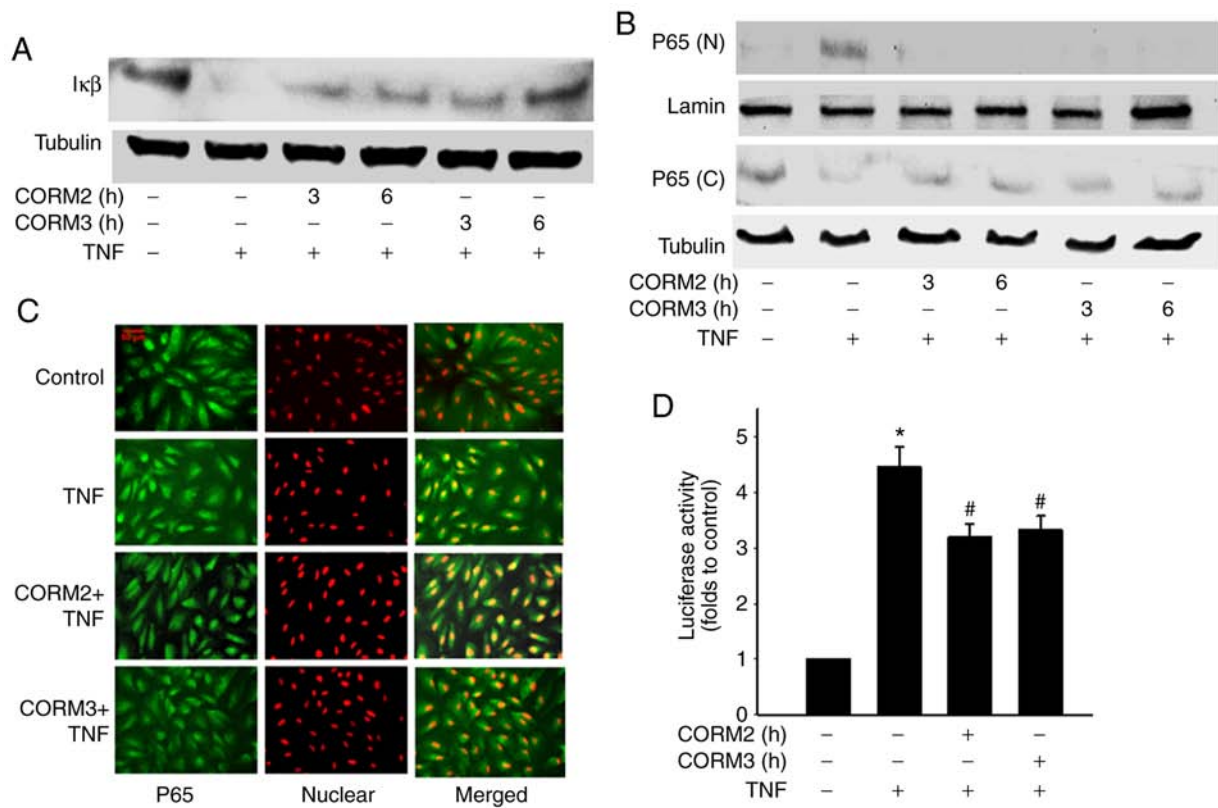 A
Iκβ
Tubulin
CORM2 (h) – – 3 6 – –
CORM3 (h) – – – – 3 6
TNF – + + + + +
B
P65 (N)
Lamin
P65 (C)
Tubulin
CORM2 (h) – – 3 6 – –
CORM3 (h) – – – – 3 6
TNF – + + + + +
C
Control
TNF
CORM2+
TNF
CORM3+
TNF
P65 Nuclear Merged
D
Luciferase activity
(folds to control)
5
4
3
2
1
0
*
#
#
CORM2 (h) – – + –
CORM3 (h) – – – +
TNF – + + +